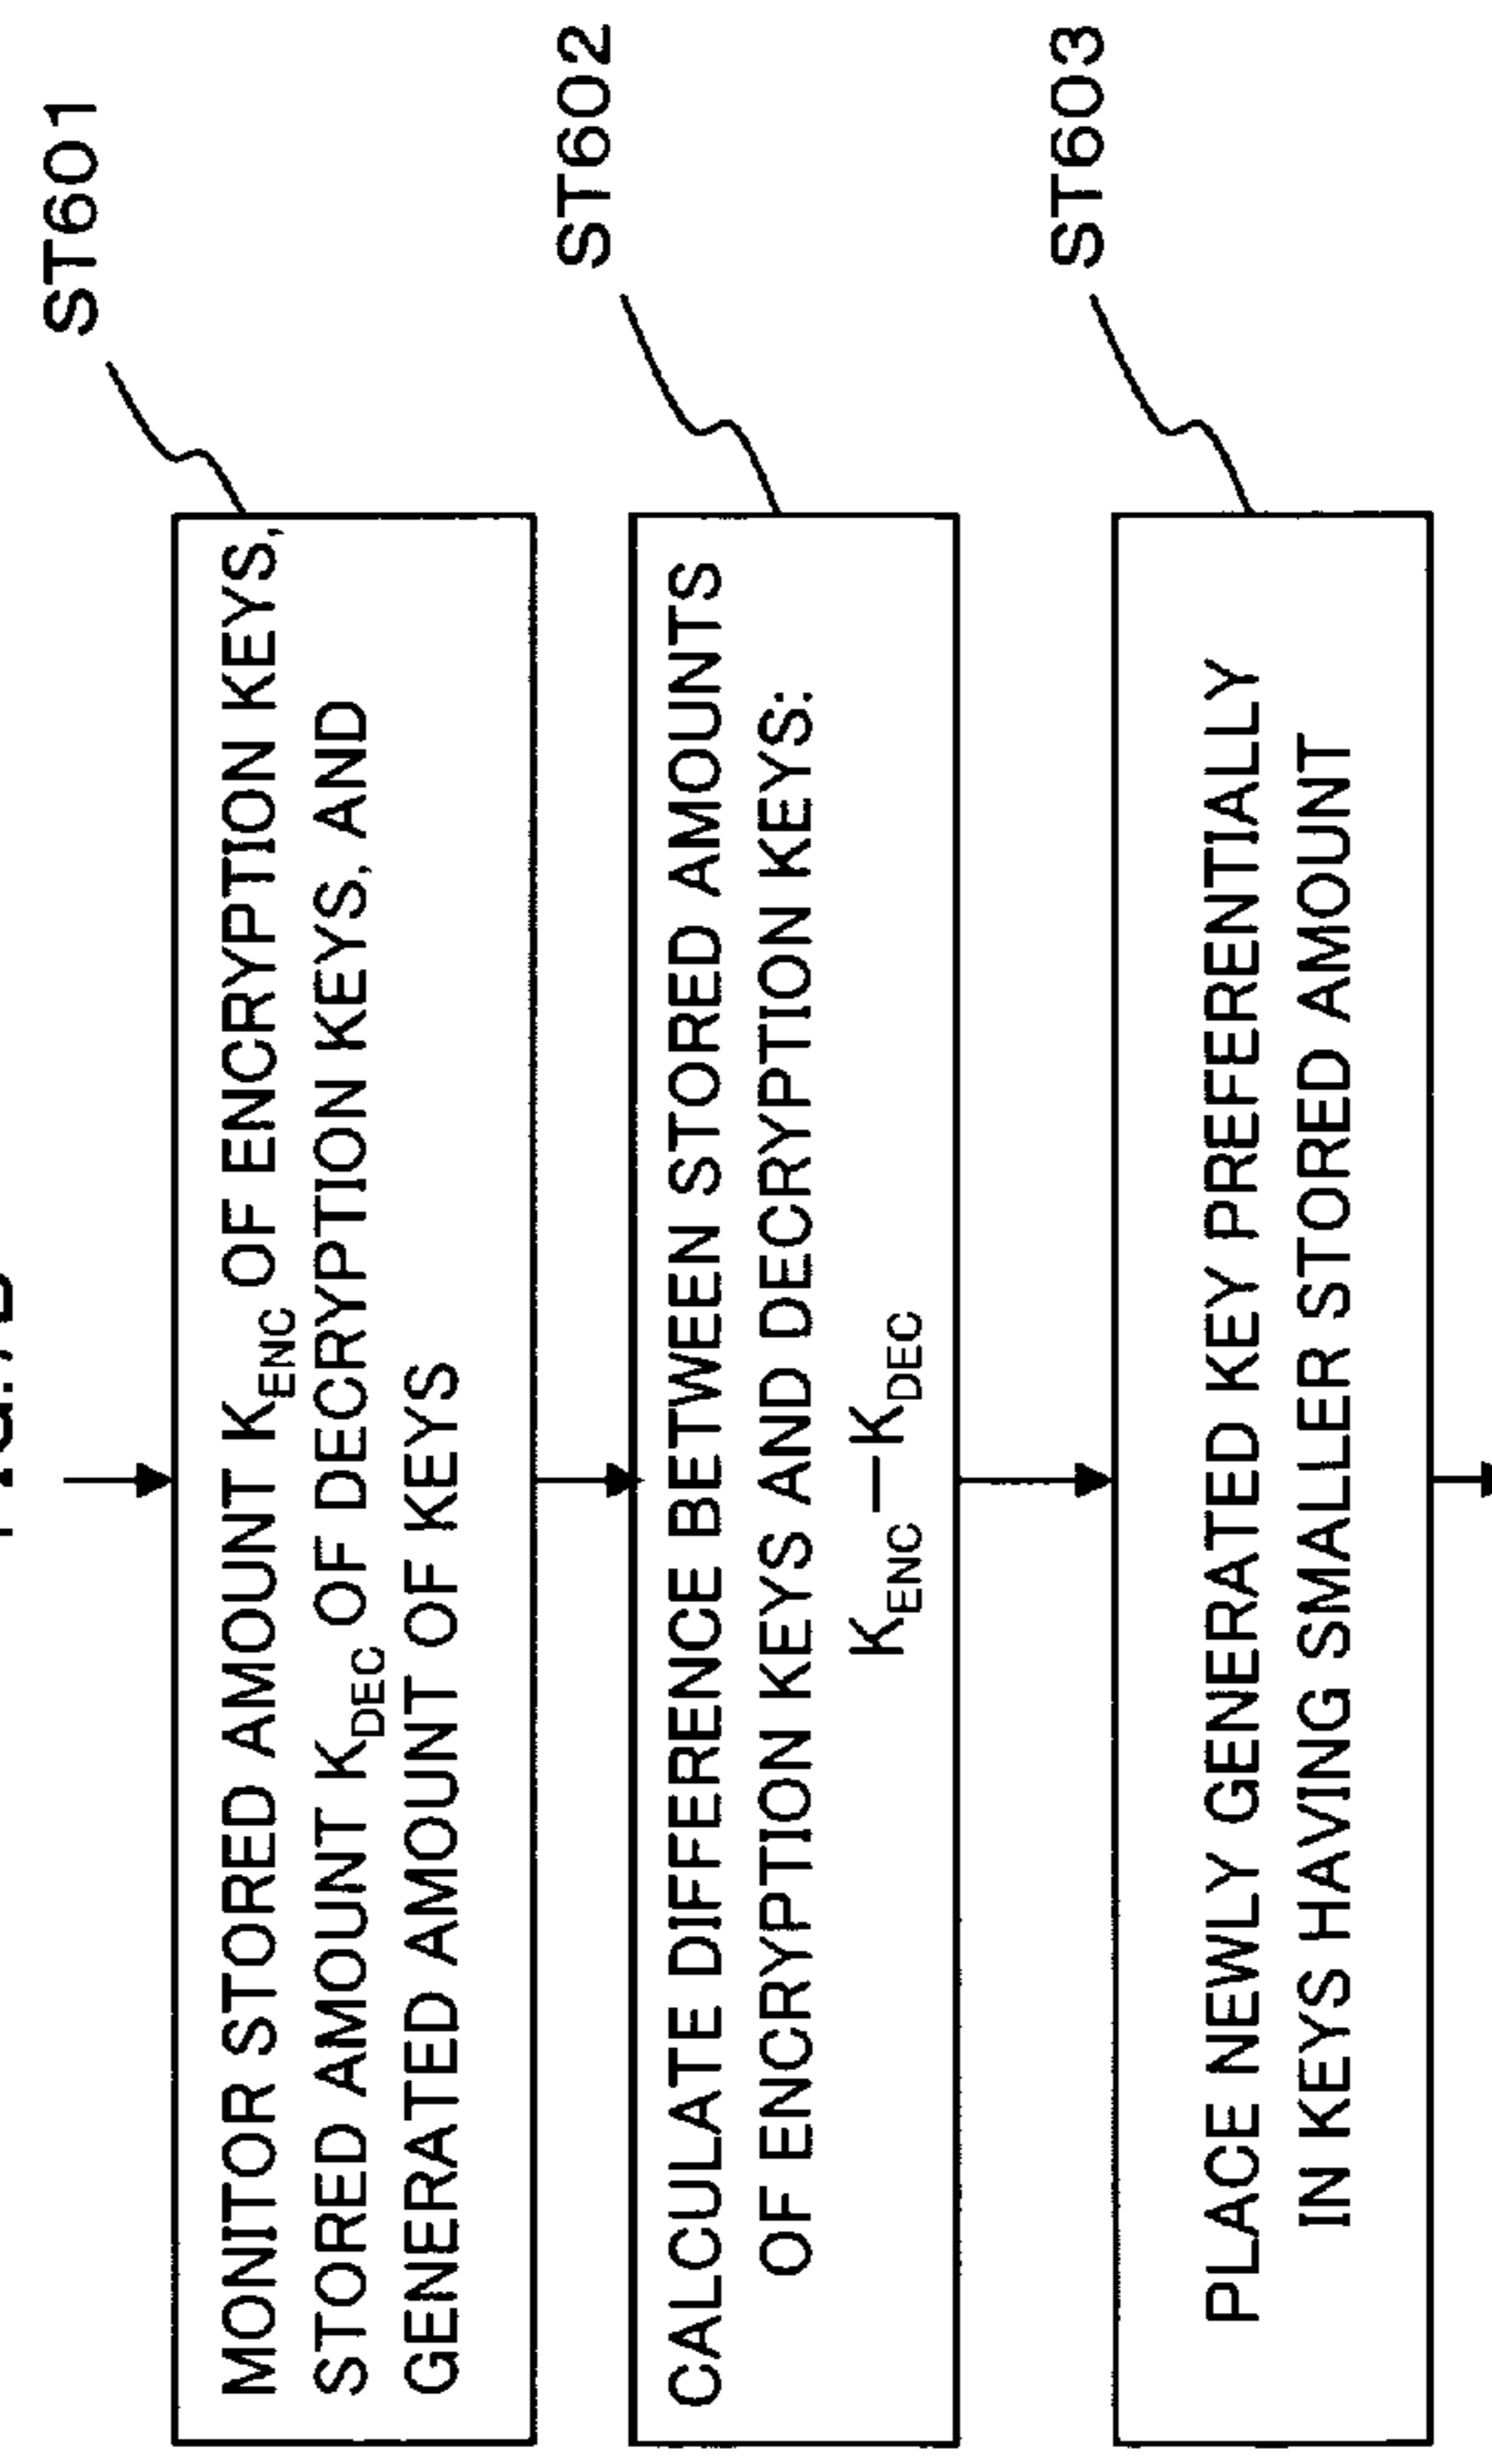 ST601
MONITOR STORED AMOUNT K_ENC OF ENCRYPTION KEYS,
STORED AMOUNT K_DEC OF DECRYPTION KEYS, AND
GENERATED AMOUNT OF KEYS
ST602
CALCULATE DIFFERENCE BETWEEN STORED AMOUNTS
OF ENCRYPTION KEYS AND DECRYPTION KEYS:
K_ENC—K_DEC
ST603
PLACE NEWLY GENERATED KEY PREFERENTIALLY
IN KEYS HAVING SMALLER STORED AMOUNT